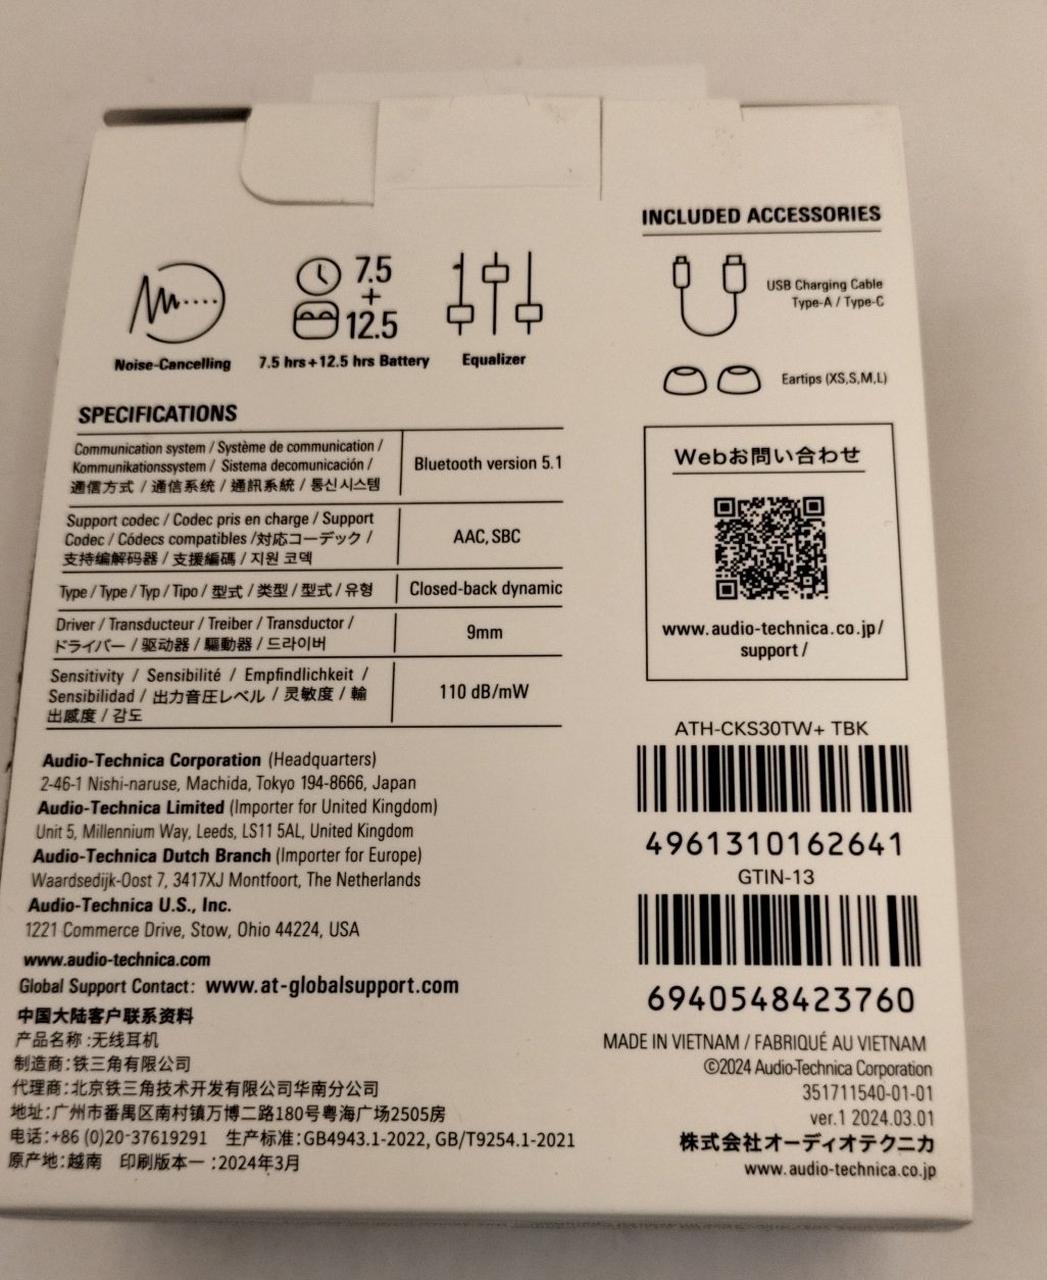 7.5
+
12.5
Noise-Cancelling
7.5 hrs+12.5 hrs Battery
Equalizer
SPECIFICATIONS
Communication system / Système de communication /
Kommunikationssystem / Sistema decomunicación /
通信方式 / 通信系统 / 通訊系統 / 통신시스템
Bluetooth version 5.1
Support codec / Codec pris en charge / Support
Codec / Códecs compatibles /対応コーデック /
支持编解码器 / 支援編碼 / 지원 코덱
AAC, SBC
Type / Type / Typ / Tipo / 型式 / 类型 / 型式 / 유형
Closed-back dynamic
Driver / Transducteur / Treiber / Transductor /
ドライバー / 驱动器 / 驅動器 / 드라이버
9mm
Sensitivity / Sensibilité / Empfindlichkeit /
Sensibilidad / 出力音圧レベル / 灵敏度 / 輸
出感度 / 감도
110 dB/mW
Audio-Technica Corporation (Headquarters)
2-46-1 Nishi-naruse, Machida, Tokyo 194-8666, Japan
Audio-Technica Limited (Importer for United Kingdom)
Unit 5, Millennium Way, Leeds, LS11 5AL, United Kingdom
Audio-Technica Dutch Branch (Importer for Europe)
Waardsedijk-Oost 7, 3417XJ Montfoort, The Netherlands
Audio-Technica U.S., Inc.
1221 Commerce Drive, Stow, Ohio 44224, USA
www.audio-technica.com
Global Support Contact: www.at-globalsupport.com
中国大陆客户联系资料
产品名称:无线耳机
制造商:铁三角有限公司
代理商:北京铁三角技术开发有限公司华南分公司
地址:广州市番禺区南村镇万博二路180号粤海广场2505房
电话:+86 (0)20-37619291 生产标准:GB4943.1-2022, GB/T9254.1-2021
原产地:越南 印刷版本一:2024年3月
INCLUDED ACCESSORIES
USB Charging Cable
Type-A / Type-C
Eartips (XS,S,M,L)
Webお問い合わせ
www.audio-technica.co.jp/
support/
ATH-CKS30TW+ TBK
4961310162641
GTIN-13
6940548423760
MADE IN VIETNAM / FABRIQUÉ AU VIETNAM
©2024 Audio-Technica Corporation
351711540-01-01
ver.1 2024.03.01
株式会社オーディオテクニカ
www.audio-technica.co.jp